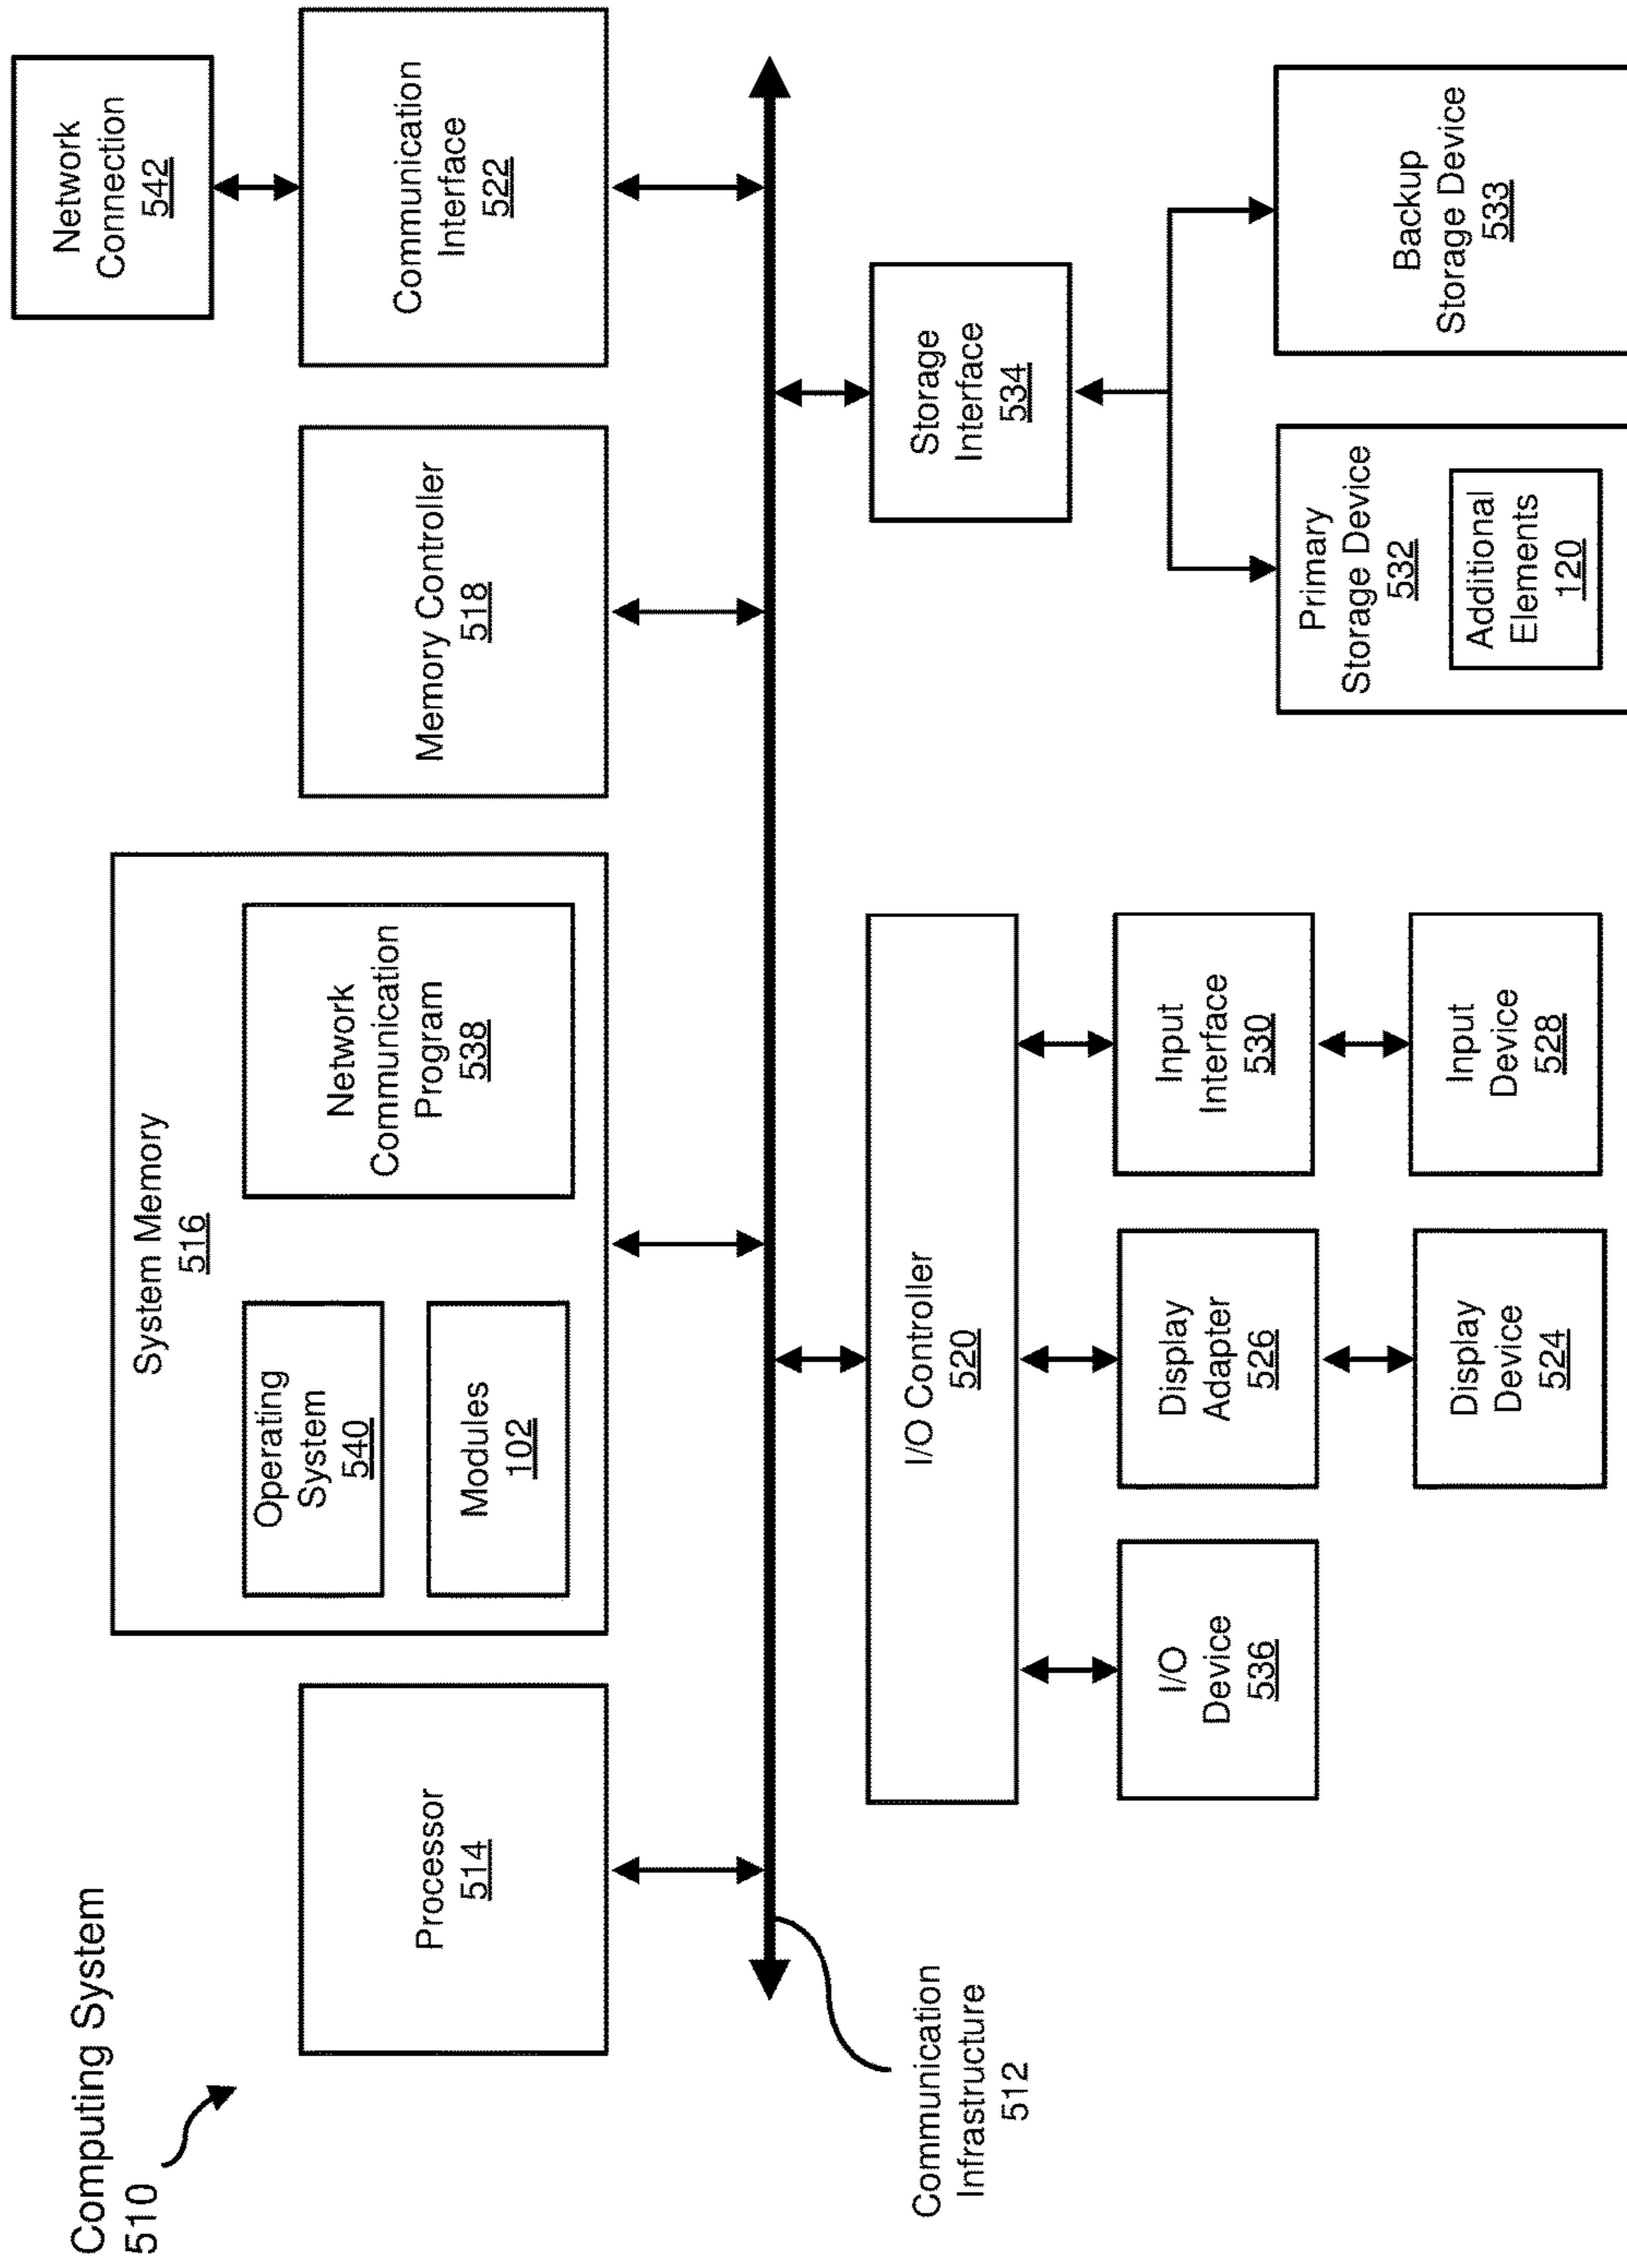 Computing System
510
Processor
514
System Memory
516
Operating
System
540
Modules
102
Network
Communication
Program
538
Memory Controller
518
Communication
Interface
522
Network
Connection
542
Communication
Infrastructure
512
I/O Controller
520
I/O
Device
536
Display
Adapter
526
Display
Device
524
Input
Interface
530
Input
Device
528
Storage
Interface
534
Primary
Storage Device
532
Additional
Elements
120
Backup
Storage Device
533